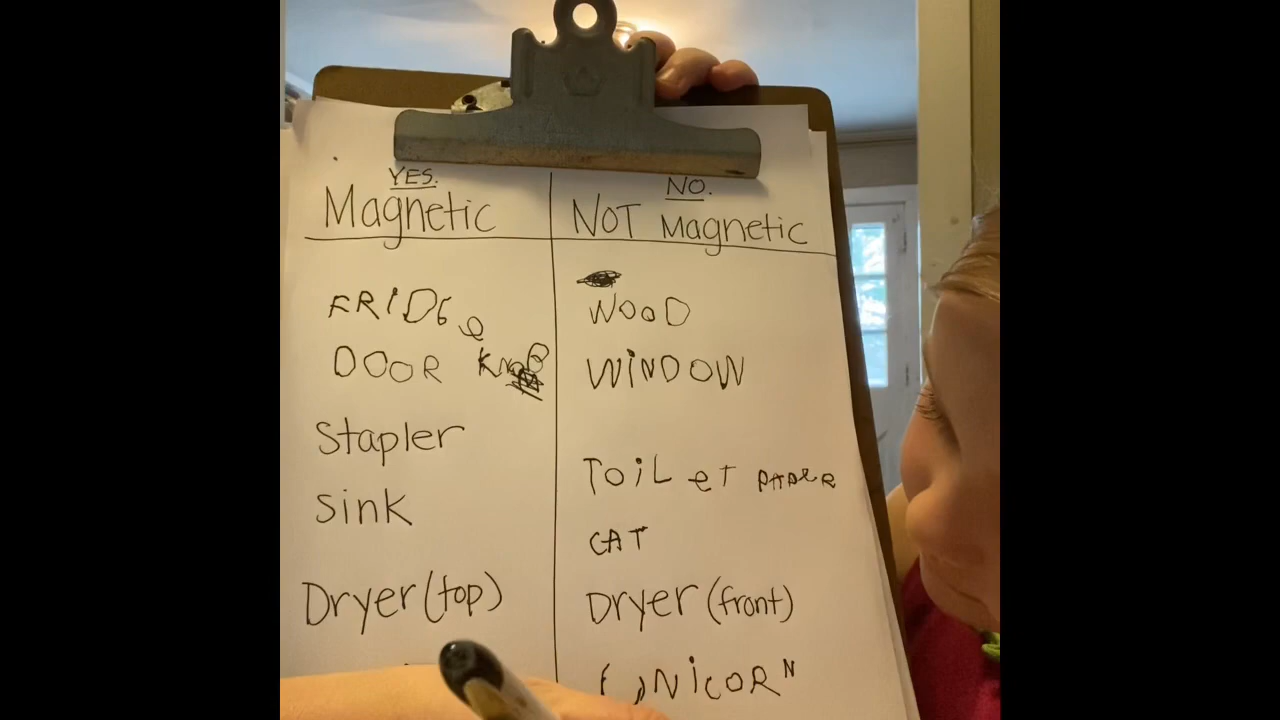 YES.
Magnetic
NO.
NOT Magnetic
FRIDGe
DOOR KNOB
Stapler
Sink
Dryer (top)
WOOD
WiNDOW
TOiLeT PAPeR
CAT
Dryer (front)
UNiCORN